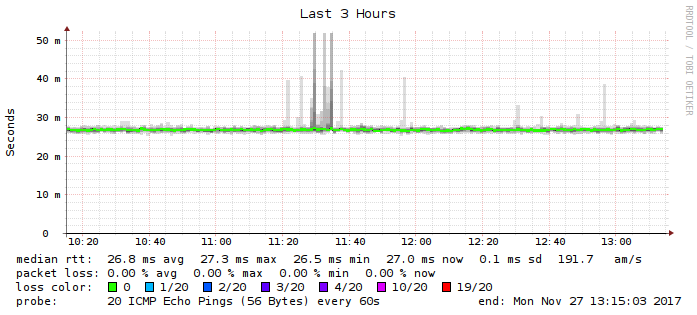 Last 3 Hours
RRDTOOL / TOBI OETIKER
Seconds
50 m
40 m
30 m
20 m
10 m
0
10:20 10:40 11:00 11:20 11:40 12:00 12:20 12:40 13:00
median rtt: 26.8 ms avg 27.3 ms max 26.5 ms min 27.0 ms now 0.1 ms sd 191.7 am/s
packet loss: 0.00 % avg 0.00 % max 0.00 % min 0.00 % now
loss color: 0 1/20 2/20 3/20 4/20 10/20 19/20
probe: 20 ICMP Echo Pings (56 Bytes) every 60s end: Mon Nov 27 13:15:03 2017